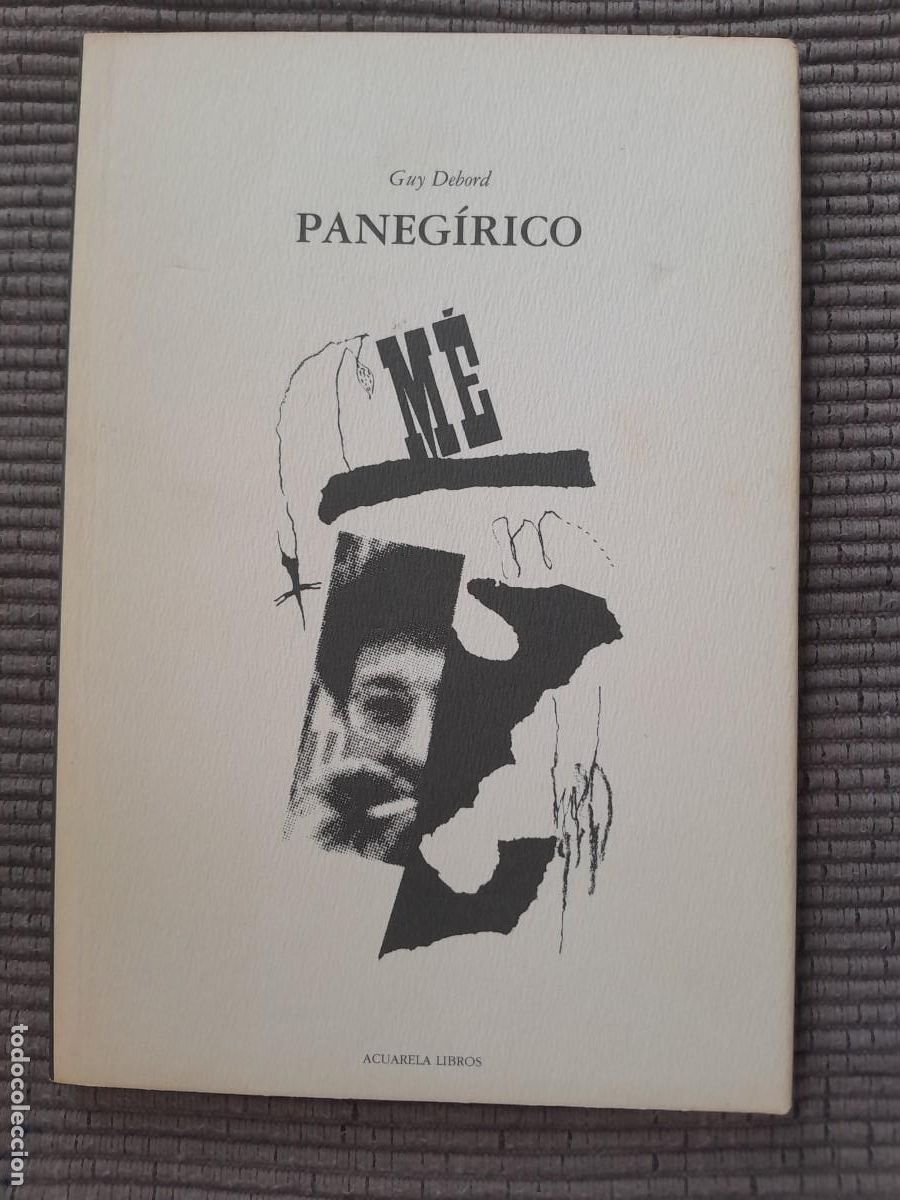 Guy Debord
PANEGÍRICO
MÉ
ACUARELA LIBROS
todocoleccion